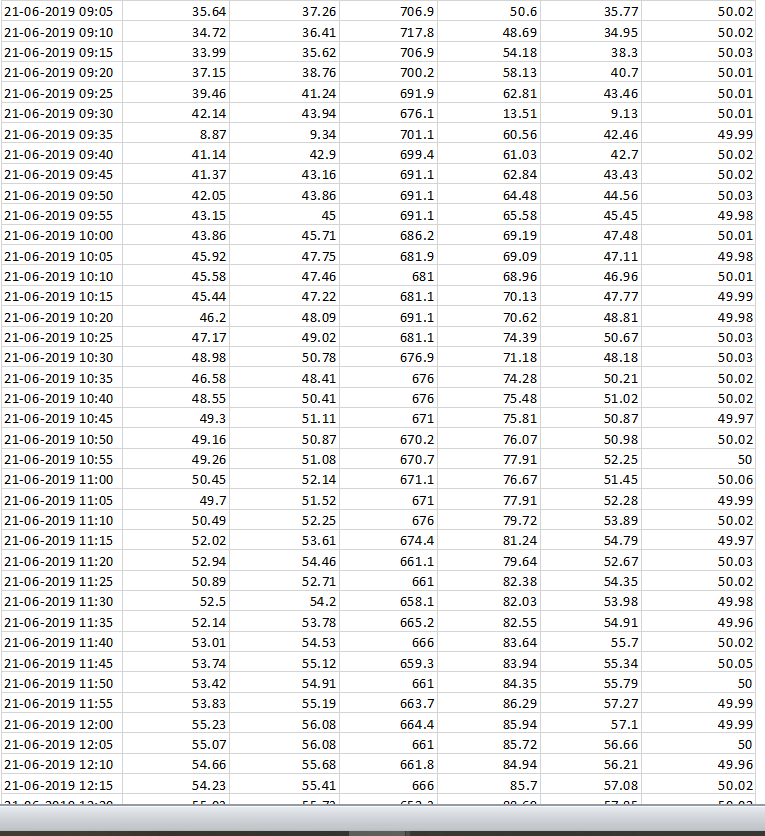 21-06-2019 09:05 35.64 37.26 706.9 50.6 35.77 50.02
21-06-2019 09:10 34.72 36.41 717.8 48.69 34.95 50.02
21-06-2019 09:15 33.99 35.62 706.9 54.18 38.3 50.03
21-06-2019 09:20 37.15 38.76 700.2 58.13 40.7 50.01
21-06-2019 09:25 39.46 41.24 691.9 62.81 43.46 50.01
21-06-2019 09:30 42.14 43.94 676.1 13.51 9.13 50.01
21-06-2019 09:35 8.87 9.34 701.1 60.56 42.46 49.99
21-06-2019 09:40 41.14 42.9 699.4 61.03 42.7 50.02
21-06-2019 09:45 41.37 43.16 691.1 62.84 43.43 50.02
21-06-2019 09:50 42.05 43.86 691.1 64.48 44.56 50.03
21-06-2019 09:55 43.15 45 691.1 65.58 45.45 49.98
21-06-2019 10:00 43.86 45.71 686.2 69.19 47.48 50.01
21-06-2019 10:05 45.92 47.75 681.9 69.09 47.11 49.98
21-06-2019 10:10 45.58 47.46 681 68.96 46.96 50.01
21-06-2019 10:15 45.44 47.22 681.1 70.13 47.77 49.99
21-06-2019 10:20 46.2 48.09 691.1 70.62 48.81 49.98
21-06-2019 10:25 47.17 49.02 681.1 74.39 50.67 50.03
21-06-2019 10:30 48.98 50.78 676.9 71.18 48.18 50.03
21-06-2019 10:35 46.58 48.41 676 74.28 50.21 50.02
21-06-2019 10:40 48.55 50.41 676 75.48 51.02 50.02
21-06-2019 10:45 49.3 51.11 671 75.81 50.87 49.97
21-06-2019 10:50 49.16 50.87 670.2 76.07 50.98 50.02
21-06-2019 10:55 49.26 51.08 670.7 77.91 52.25 50
21-06-2019 11:00 50.45 52.14 671.1 76.67 51.45 50.06
21-06-2019 11:05 49.7 51.52 671 77.91 52.28 49.99
21-06-2019 11:10 50.49 52.25 676 79.72 53.89 50.02
21-06-2019 11:15 52.02 53.61 674.4 81.24 54.79 49.97
21-06-2019 11:20 52.94 54.46 661.1 79.64 52.67 50.03
21-06-2019 11:25 50.89 52.71 661 82.38 54.35 50.02
21-06-2019 11:30 52.5 54.2 658.1 82.03 53.98 49.98
21-06-2019 11:35 52.14 53.78 665.2 82.55 54.91 49.96
21-06-2019 11:40 53.01 54.53 666 83.64 55.7 50.02
21-06-2019 11:45 53.74 55.12 659.3 83.94 55.34 50.05
21-06-2019 11:50 53.42 54.91 661 84.35 55.79 50
21-06-2019 11:55 53.83 55.19 663.7 86.29 57.27 49.99
21-06-2019 12:00 55.23 56.08 664.4 85.94 57.1 49.99
21-06-2019 12:05 55.07 56.08 661 85.72 56.66 50
21-06-2019 12:10 54.66 55.68 661.8 84.94 56.21 49.96
21-06-2019 12:15 54.23 55.41 666 85.7 57.08 50.02